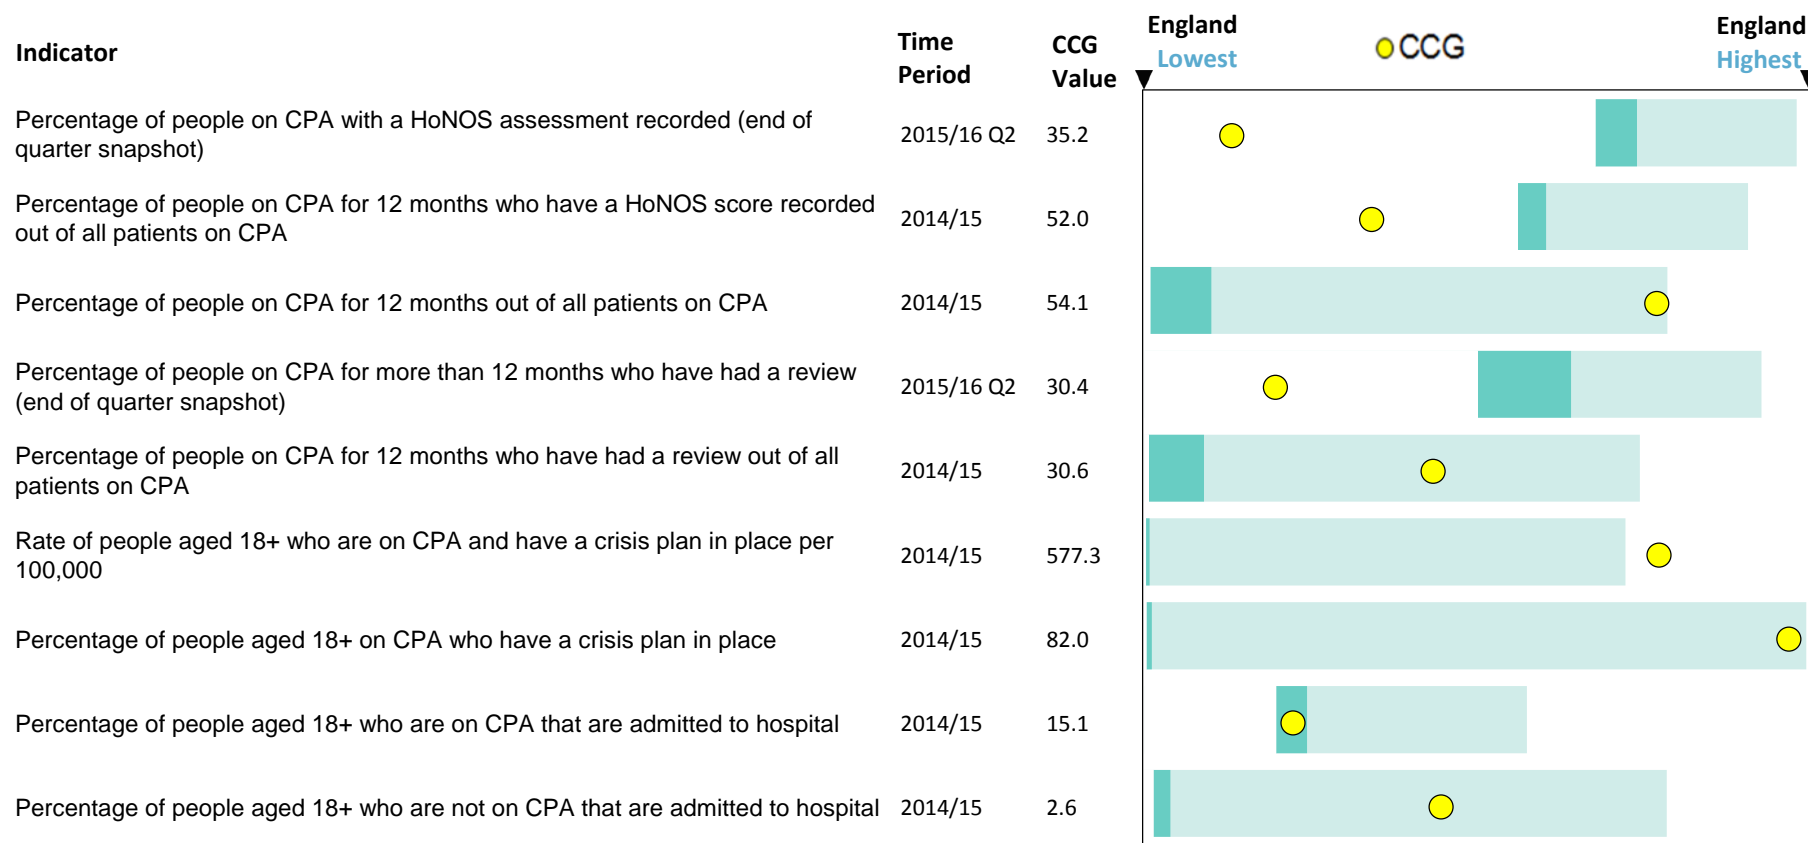 Indicator
Time
Period
CCG
Value
England
Lowest
CCG
England
Highest
Percentage of people on CPA with a HoNOS assessment recorded (end of
quarter snapshot)
2015/16 Q2
35.2
Percentage of people on CPA for 12 months who have a HoNOS score recorded
out of all patients on CPA
2014/15
52.0
Percentage of people on CPA for 12 months out of all patients on CPA
2014/15
54.1
Percentage of people on CPA for more than 12 months who have had a review
(end of quarter snapshot)
2015/16 Q2
30.4
Percentage of people on CPA for 12 months who have had a review out of all
patients on CPA
2014/15
30.6
Rate of people aged 18+ who are on CPA and have a crisis plan in place per
100,000
2014/15
577.3
Percentage of people aged 18+ on CPA who have a crisis plan in place
2014/15
82.0
Percentage of people aged 18+ who are on CPA that are admitted to hospital
2014/15
15.1
Percentage of people aged 18+ who are not on CPA that are admitted to hospital
2014/15
2.6